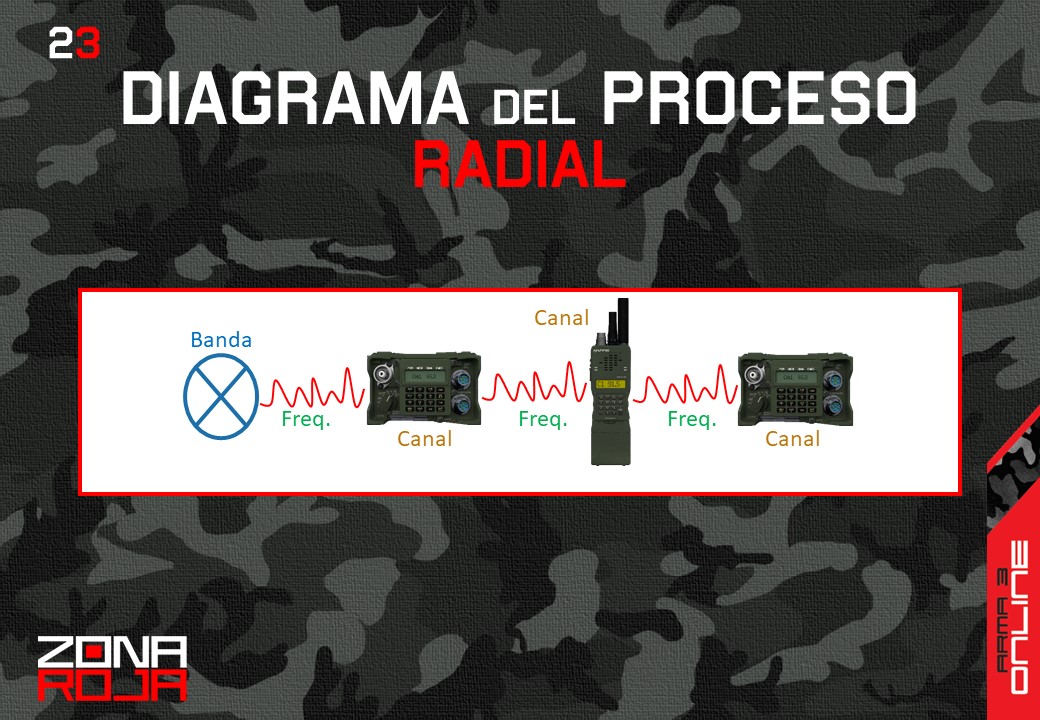 23
DIAGRAMA DEL PROCESO
RADIAL
Canal
Banda
Freq.
Freq.
Freq.
Canal
Canal
ZONA
ROJA
ARMA 3
ONLINE